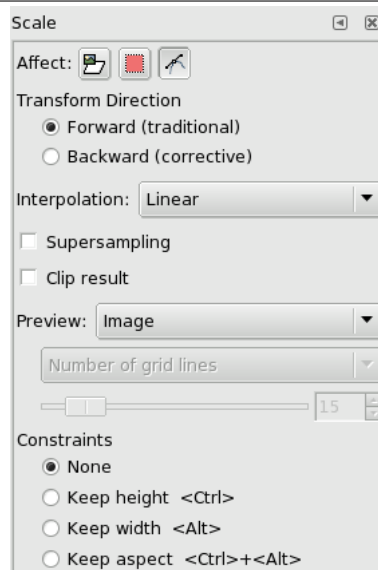 Scale
Affect:
Transform Direction
Forward (traditional)
Backward (corrective)
Interpolation: Linear
Supersampling
Clip result
Preview: Image
Number of grid lines
15
Constraints
None
Keep height <Ctrl>
Keep width <Alt>
Keep aspect <Ctrl>+<Alt>